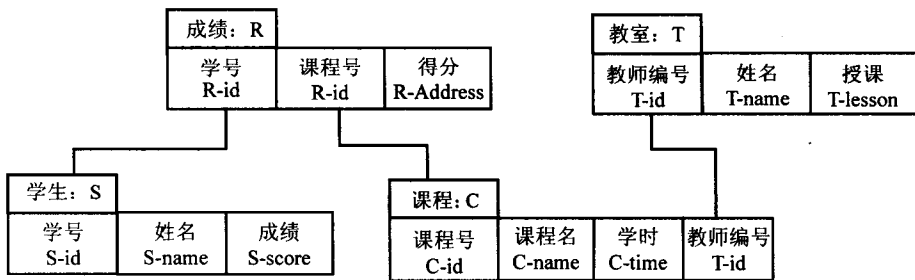 成绩：R
学号 课程号 得分
R-id R-id R-Address
教室：T
教师编号 姓名 授课
T-id T-name T-lesson
学生：S
学号 姓名 成绩
S-id S-name S-score
课程：C
课程号 课程名 学时 教师编号
C-id C-name C-time T-id